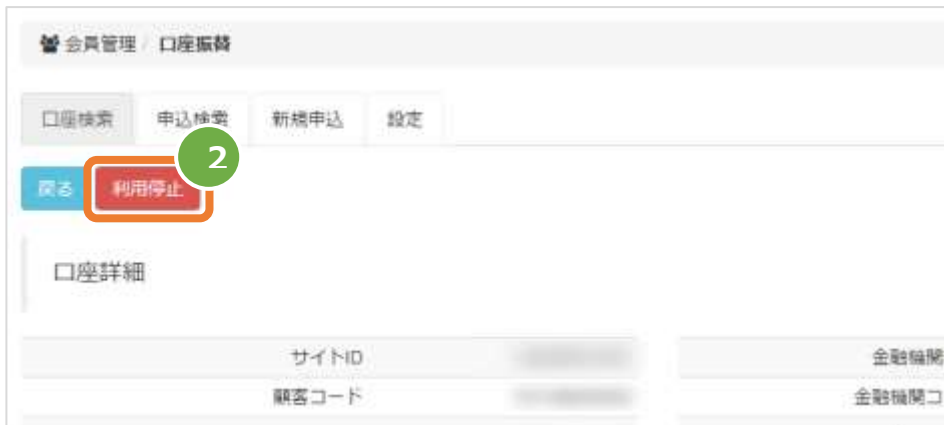 会員管理 / 口座振替
口座検索 申込検索 新規申込 設定
2
戻る 利用停止
口座詳細
サイトID 金融機関
顧客コード 金融機関コ